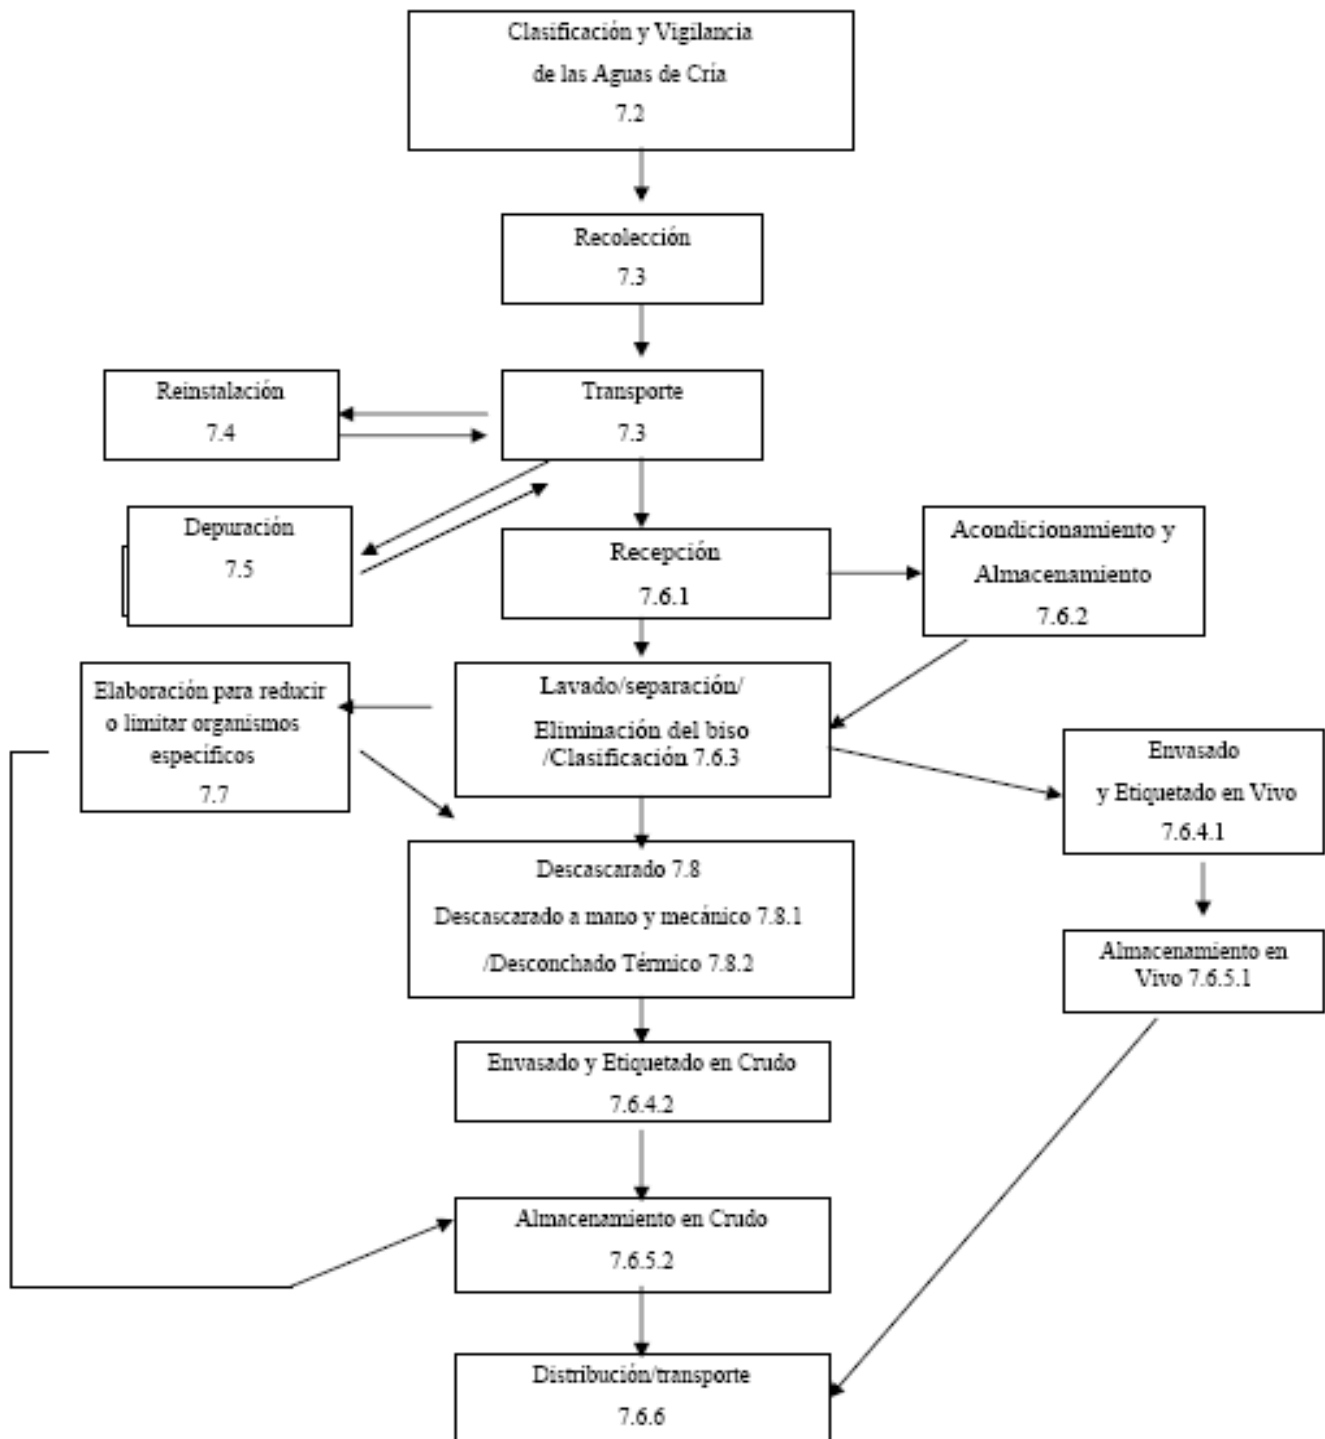 Clasificación y Vigilancia
de las Aguas de Cría
7.2
Recolección
7.3
Reinstalación
7.4
Transporte
7.3
Depuración
7.5
Recepción
7.6.1
Acondicionamiento y
Almacenamiento
7.6.2
Elaboración para reducir
o limitar organismos
específicos
7.7
Lavado/separación/
Eliminación del biso
/Clasificación 7.6.3
Envasado
y Etiquetado en Vivo
7.6.4.1
Descascarado 7.8
Descascarado a mano y mecánico 7.8.1
/Desconchado Térmico 7.8.2
Almacenamiento en
Vivo 7.6.5.1
Envasado y Etiquetado en Crudo
7.6.4.2
Almacenamiento en Crudo
7.6.5.2
Distribución/transporte
7.6.6